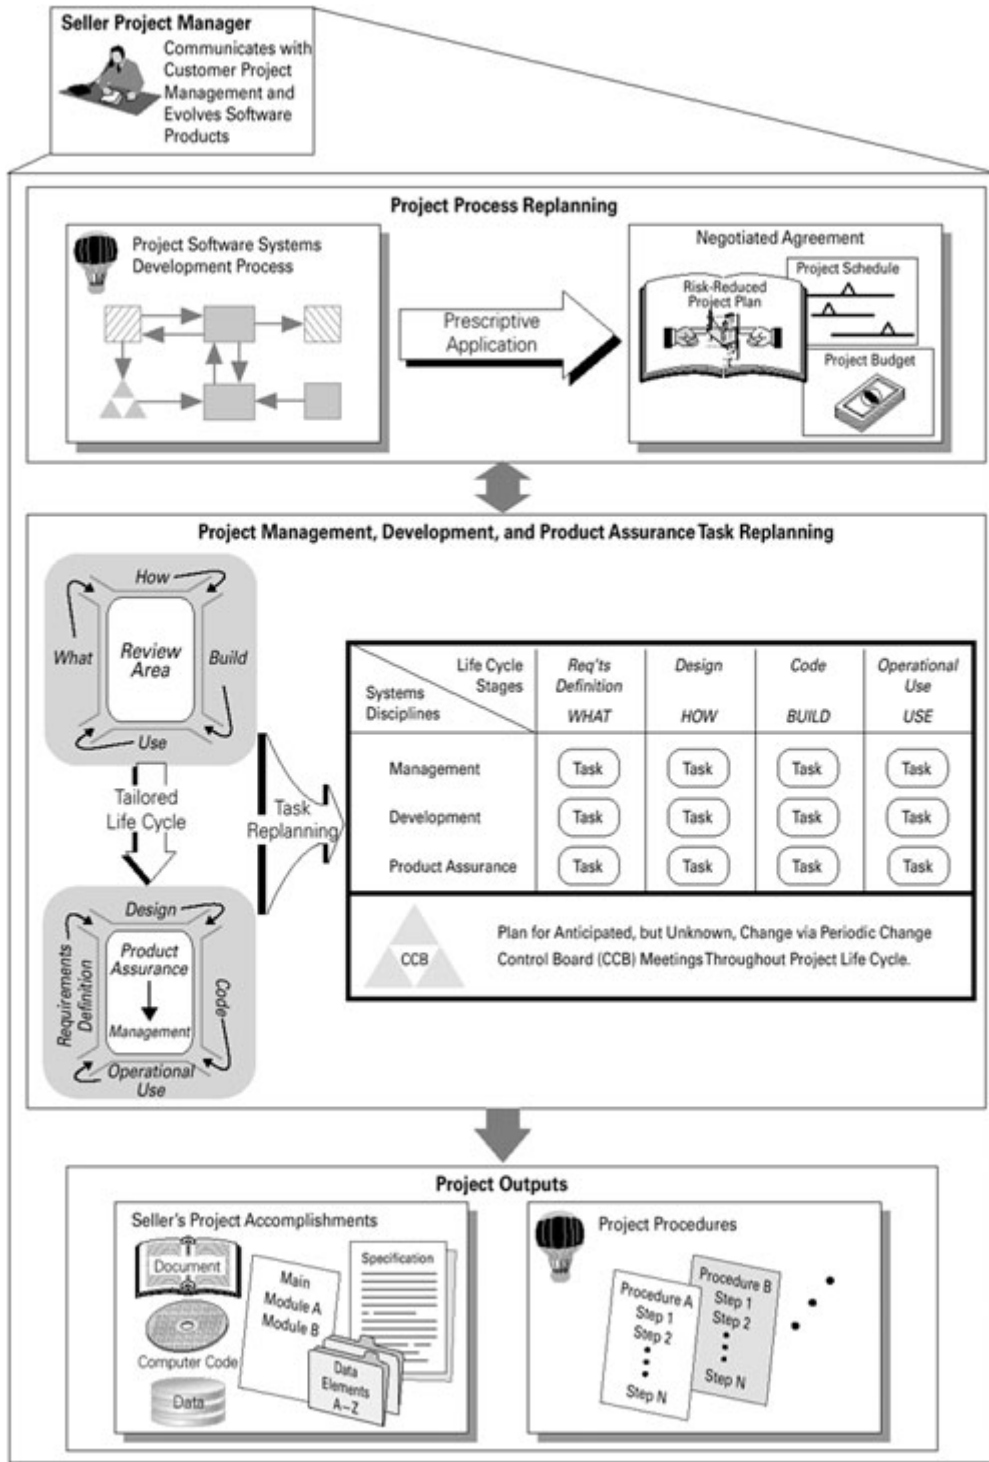 Seller Project Manager
Communicates with
Customer Project
Management and
Evolves Software
Products
Project Process Replanning
Project Software Systems
Development Process
Prescriptive
Application
Negotiated Agreement
Risk-Reduced
Project Plan
Project Schedule
Project Budget
Project Management, Development, and Product Assurance Task Replanning
How
What
Review
Area
Build
Use
Tailored
Life Cycle
Task
Replanning
Design
Requirements
Definition
Product
Assurance
Management
Code
Operational
Use
Life Cycle
Stages
Systems
Disciplines
Req'ts
Definition
WHAT
Design
HOW
Code
BUILD
Operational
Use
USE
Management
Task
Task
Task
Task
Development
Task
Task
Task
Task
Product Assurance
Task
Task
Task
Task
CCB
Plan for Anticipated, but Unknown, Change via Periodic Change
Control Board (CCB) Meetings Throughout Project Life Cycle.
Project Outputs
Seller's Project Accomplishments
Document
Computer Code
Data
Main
Module A
Module B
Specification
Data
Elements
A–Z
Project Procedures
Procedure A
Step 1
Step 2
Step N
Procedure B
Step 1
Step 2
Step N